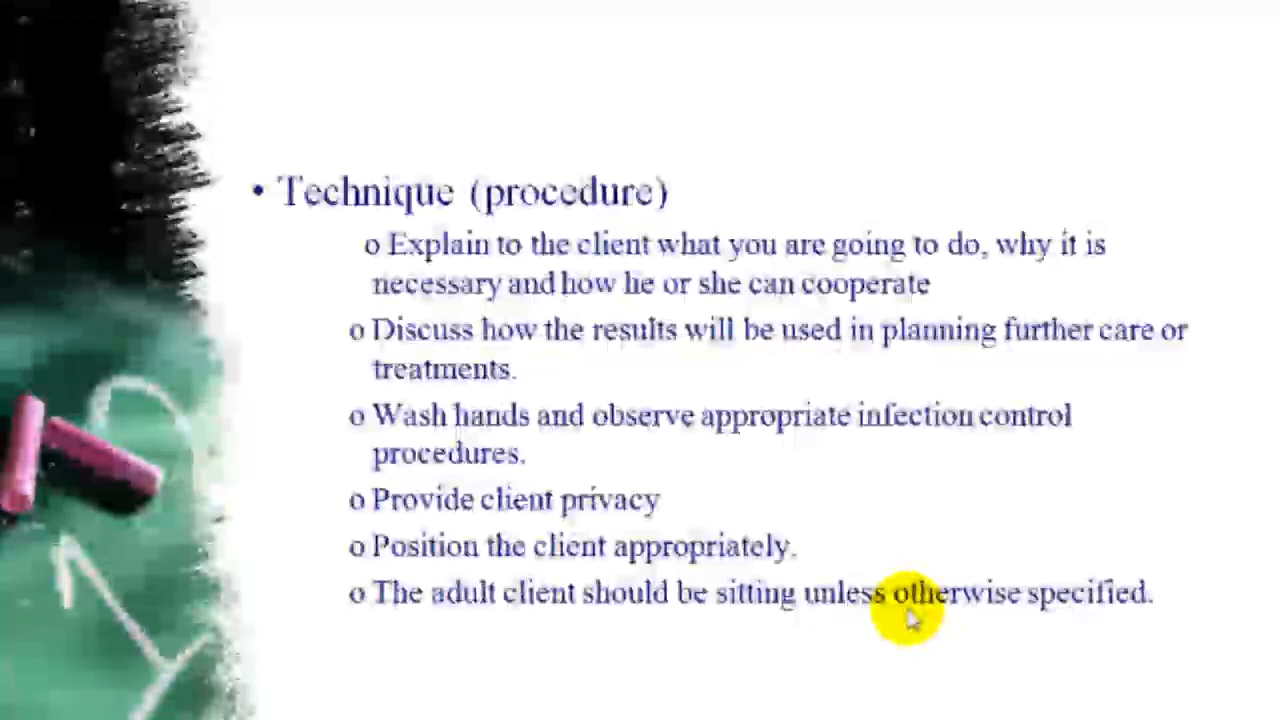 • Technique (procedure)
o Explain to the client what you are going to do, why it is
necessary and how he or she can cooperate
o Discuss how the results will be used in planning further care or
treatments.
o Wash hands and observe appropriate infection control
procedures.
o Provide client privacy
o Position the client appropriately.
o The adult client should be sitting unless otherwise specified.